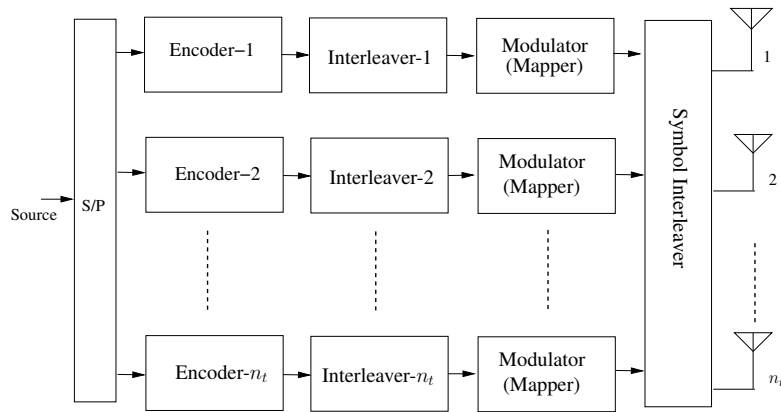 Source
S/P
Encoder–1
Interleaver-1
Modulator
(Mapper)
Encoder–2
Interleaver-2
Modulator
(Mapper)
Encoder-n_t
Interleaver-n_t
Modulator
(Mapper)
Symbol Interleaver
1
2
n_t